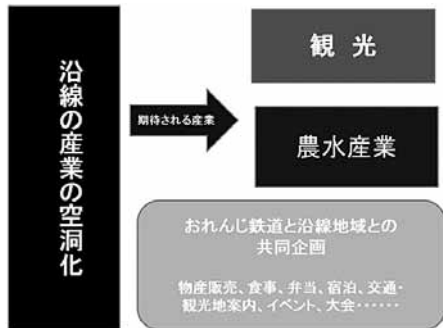 沿線の産業の空洞化
期待される産業
観 光
農水産業
おれんじ鉄道と沿線地域との
共同企画
物産販売、食事、弁当、宿泊、交通・
観光地案内、イベント、大会……